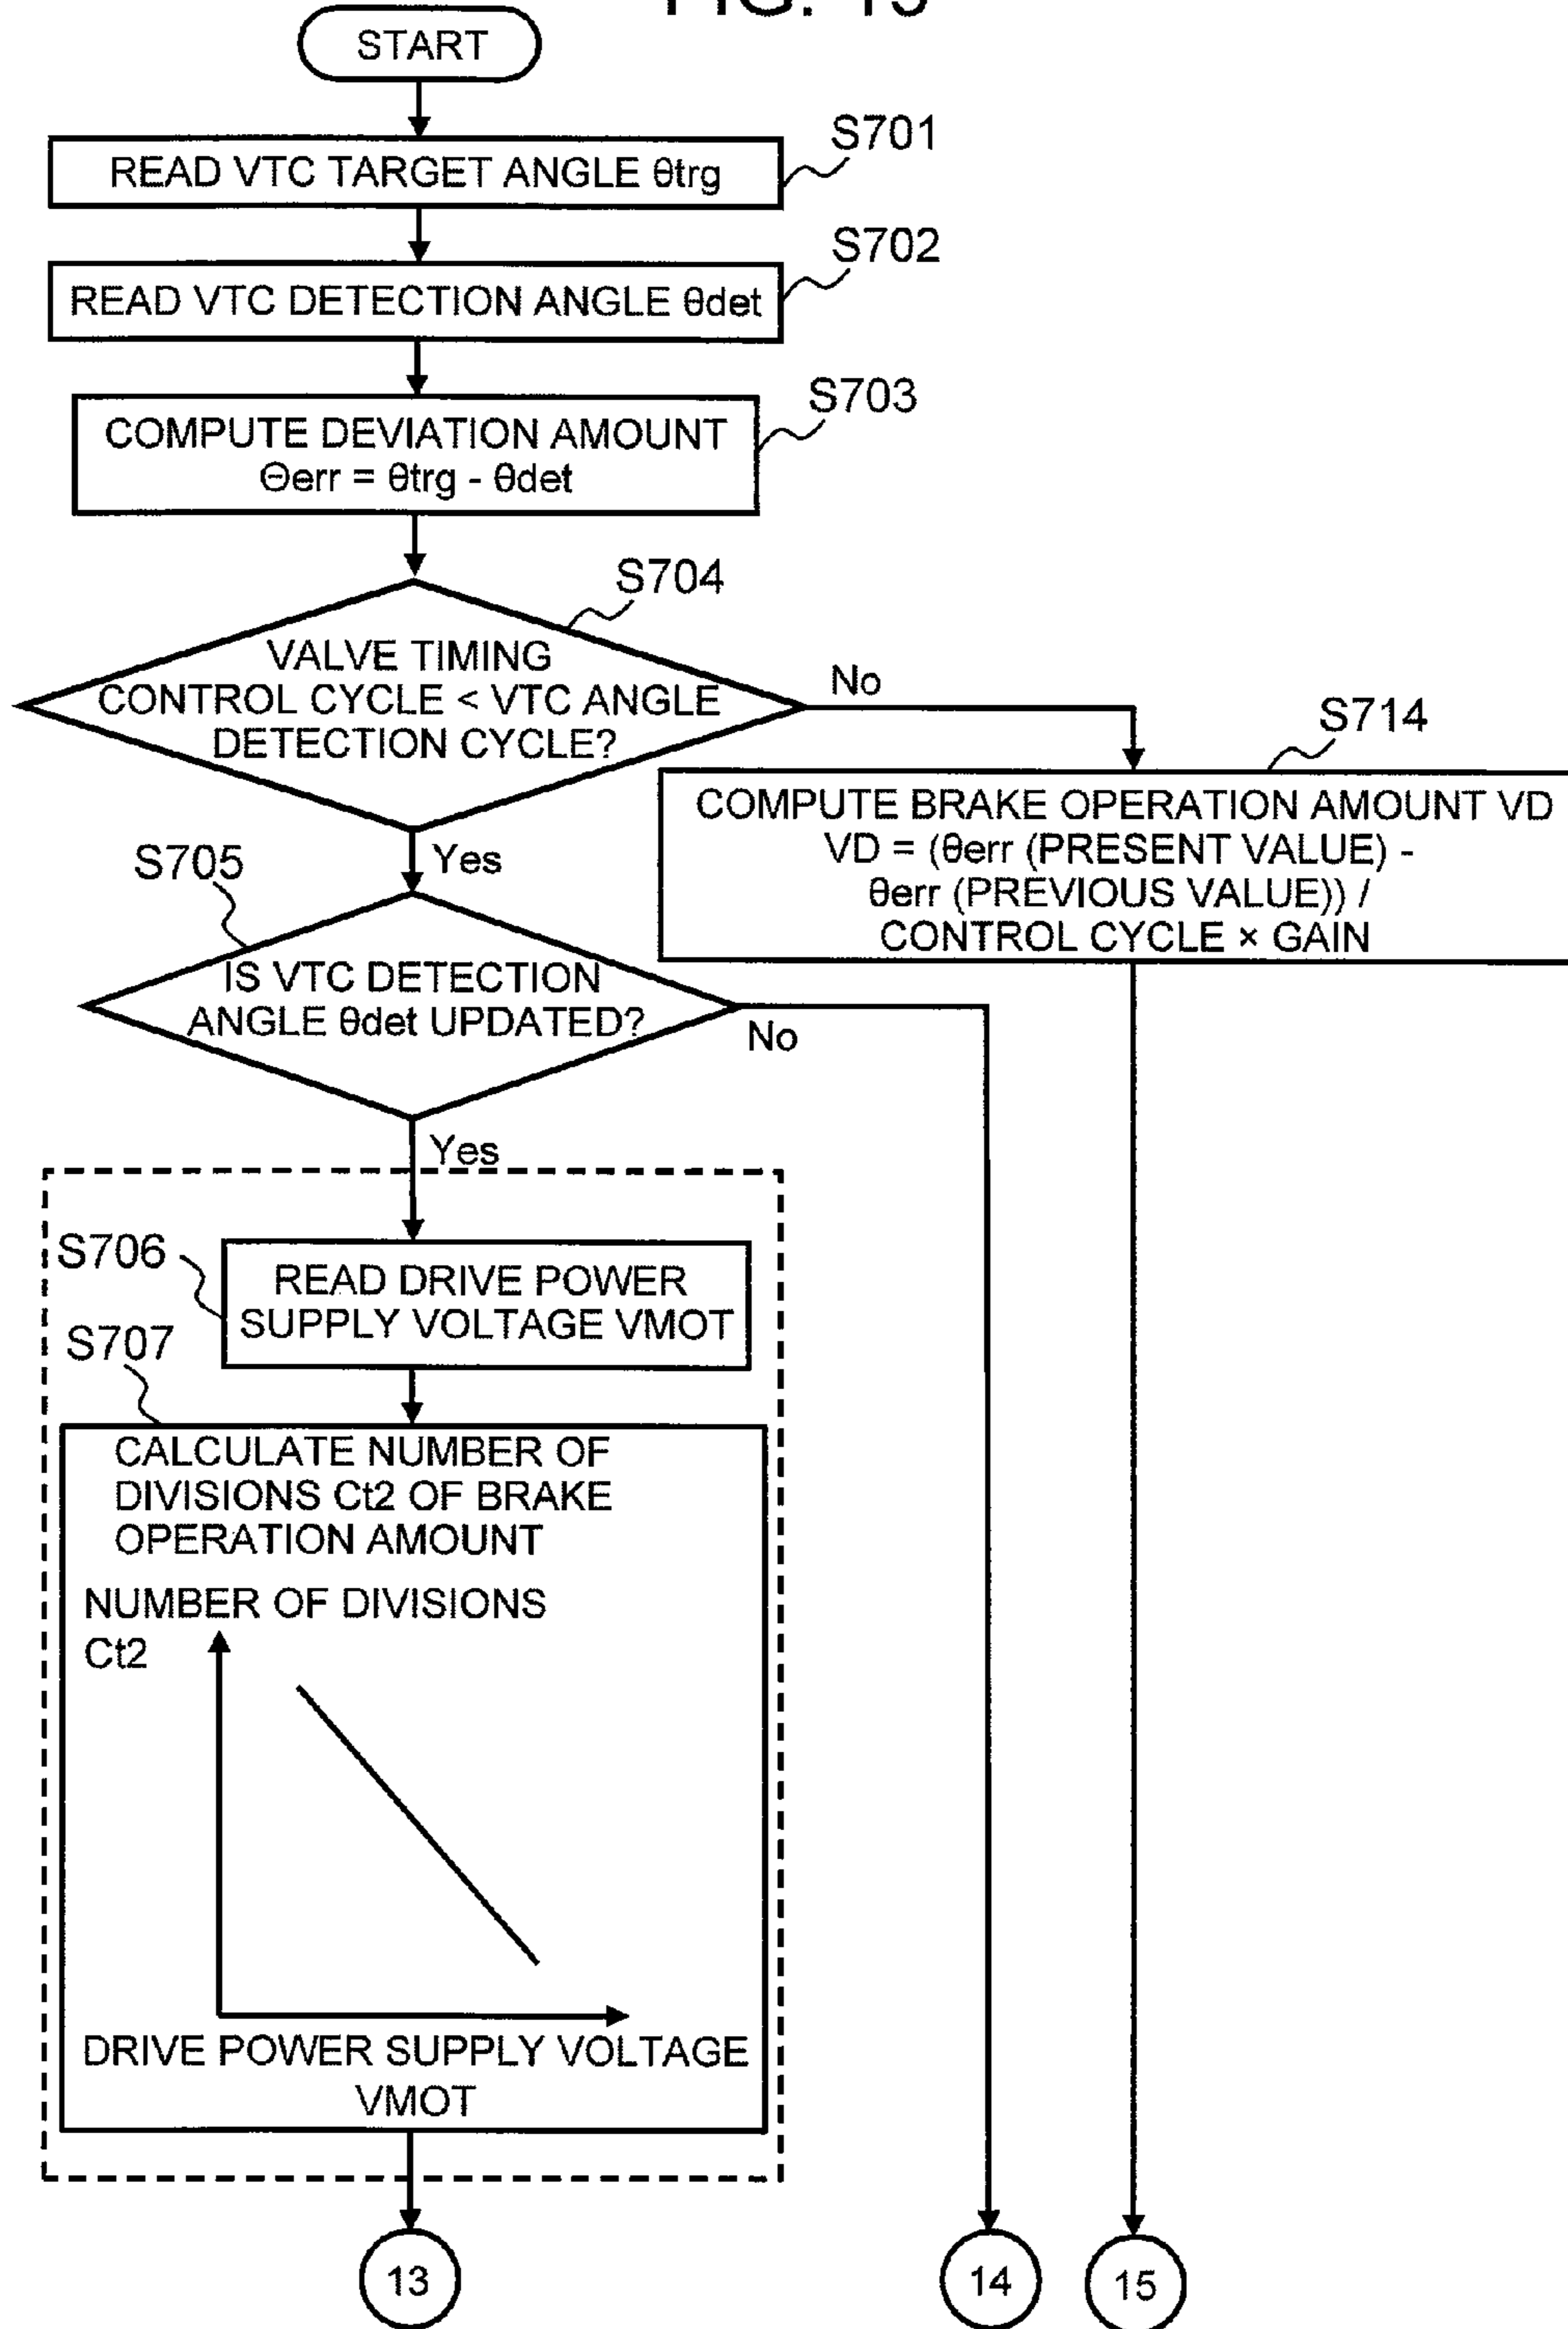 FIG. 15
START
S701
READ VTC TARGET ANGLE θtrg
S702
READ VTC DETECTION ANGLE θdet
S703
COMPUTE DEVIATION AMOUNT
Θerr = θtrg - θdet
S704
VALVE TIMING
CONTROL CYCLE < VTC ANGLE
DETECTION CYCLE?
No
Yes
S714
COMPUTE BRAKE OPERATION AMOUNT VD
VD = (θerr (PRESENT VALUE) -
θerr (PREVIOUS VALUE)) /
CONTROL CYCLE × GAIN
S705
IS VTC DETECTION
ANGLE θdet UPDATED?
No
Yes
S706
READ DRIVE POWER
SUPPLY VOLTAGE VMOT
S707
CALCULATE NUMBER OF
DIVISIONS Ct2 OF BRAKE
OPERATION AMOUNT
NUMBER OF DIVISIONS
Ct2
DRIVE POWER SUPPLY VOLTAGE
VMOT
13
14
15